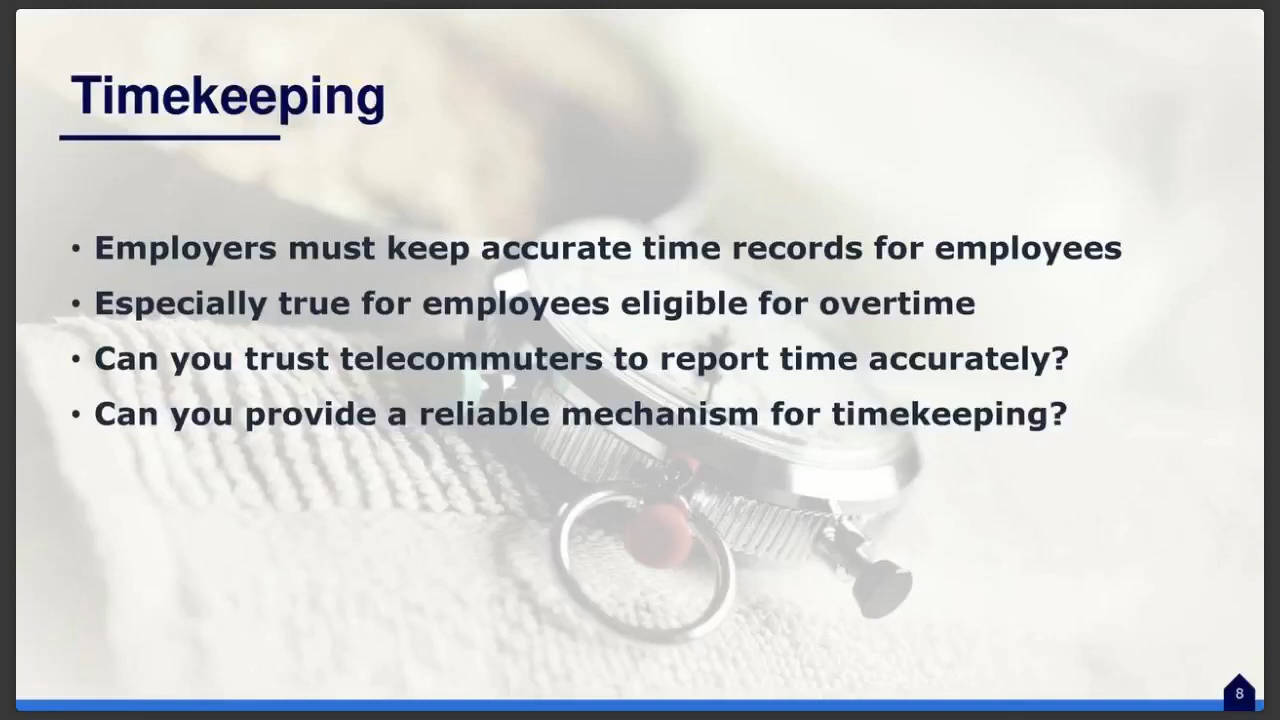 Timekeeping
• Employers must keep accurate time records for employees
• Especially true for employees eligible for overtime
• Can you trust telecommuters to report time accurately?
• Can you provide a reliable mechanism for timekeeping?
8